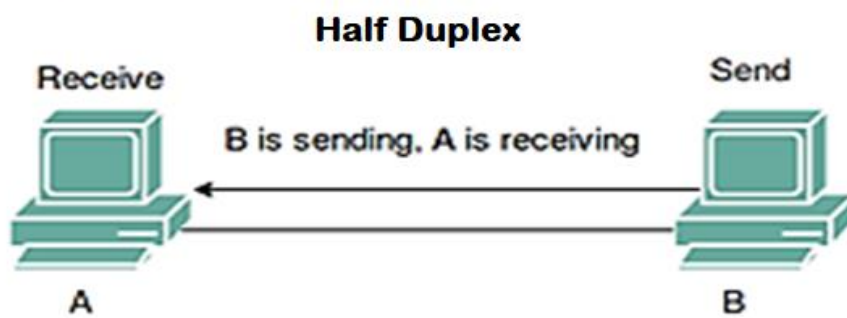 Half Duplex
Receive
Send
B is sending, A is receiving
A
B